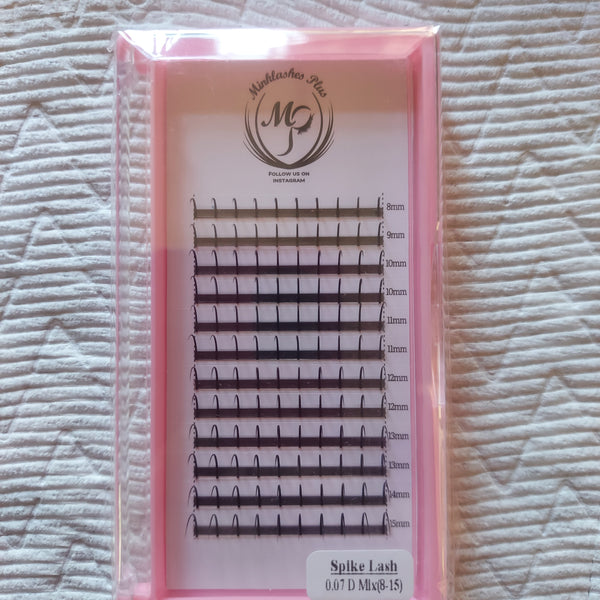 Minklashes Plus
MP
FOLLOW US ON
INSTAGRAM
8mm
9mm
10mm
10mm
11mm
11mm
12mm
12mm
13mm
13mm
14mm
15mm
Spike Lash
0.07 D MIx(8-15)